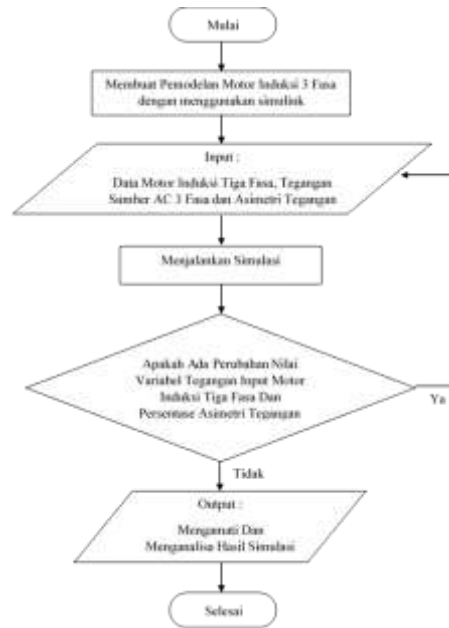 Mulai
Membuat Pemodelan Motor Induksi 3 Fasa
dengan menggunakan simulink
Input :
Data Motor Induksi Tiga Fasa, Tegangan
Sumber AC 3 Fasa dan Asimetri Tegangan
Menjalankan Simulasi
Apakah Ada Perubahan Nilai
Variabel Tegangan Input Motor
Induksi Tiga Fasa Dan
Persentase Asimetri Tegangan
Ya
Tidak
Output :
Mengamati Dan
Menganalisa Hasil Simulasi
Selesai